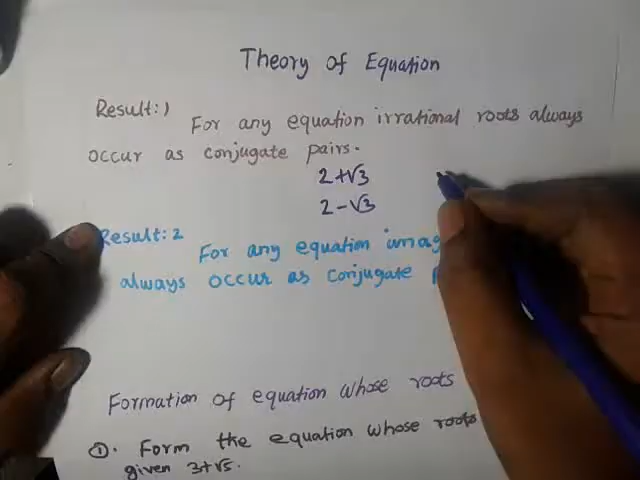 Theory of Equation
Result:1 For any equation irrational roots always
occur as conjugate pairs.
2+√3
2-√3
Result:2
For any equation imag
always occur as conjugate
Formation of equation whose roots
①. Form the equation whose roots
given 3+√5.